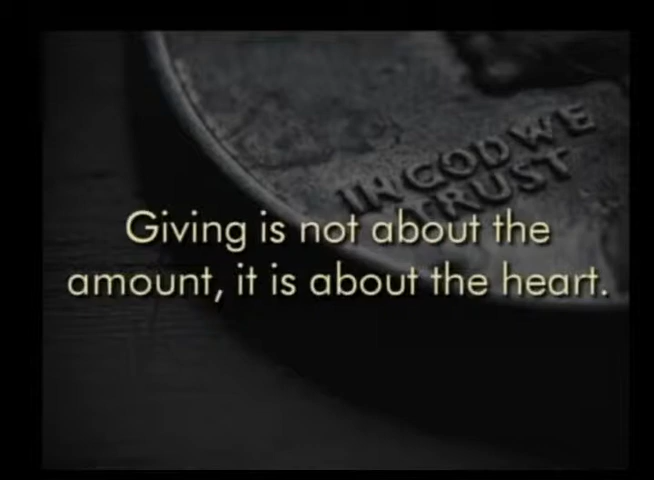 IN GOD WE
TRUST
Giving is not about the
amount, it is about the heart.